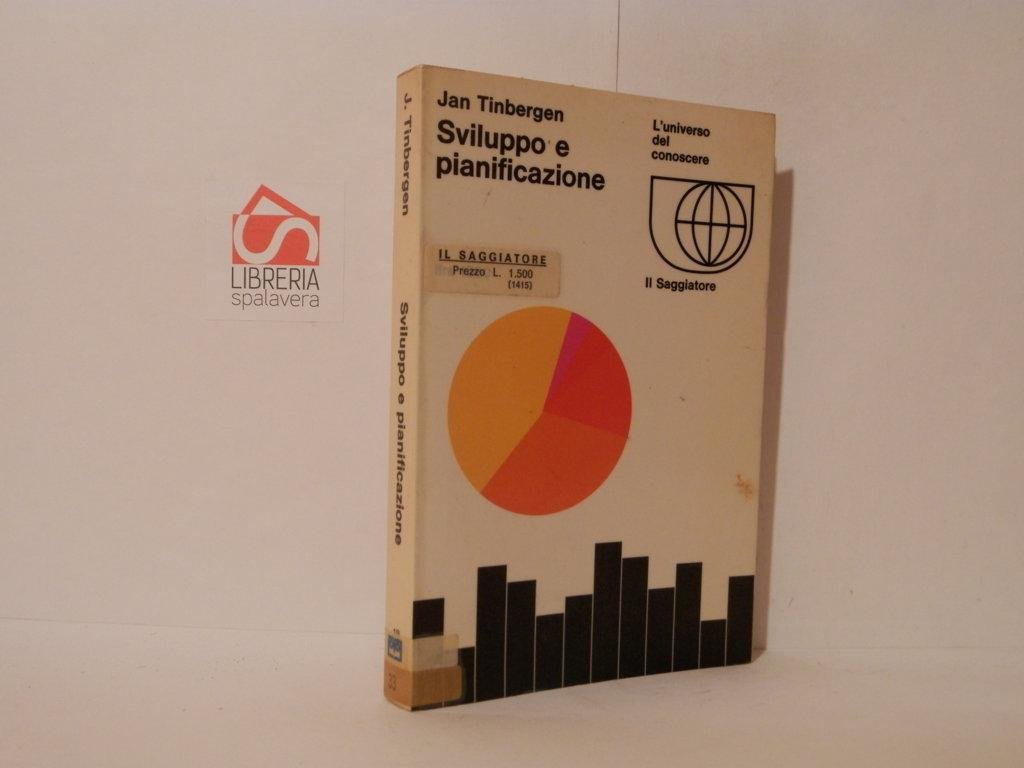 Jan Tinbergen
Sviluppo e
pianificazione
L'universo
del
conoscere
Il Saggiatore
IL SAGGIATORE
Prezzo L. 1.500
(1415)
J. Tinbergen
Sviluppo e pianificazione
33
LIBRERIA
spalavera